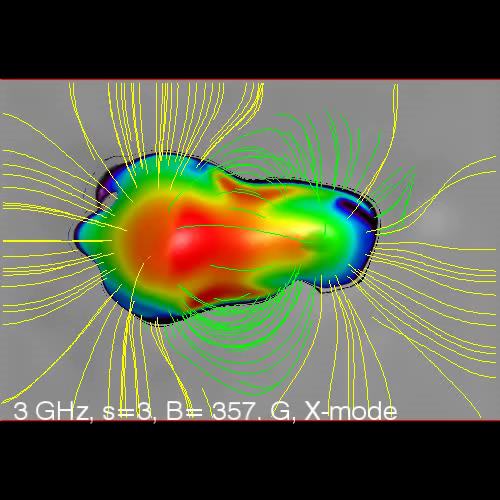 3 GHz, s=3, B= 357. G, X-mode